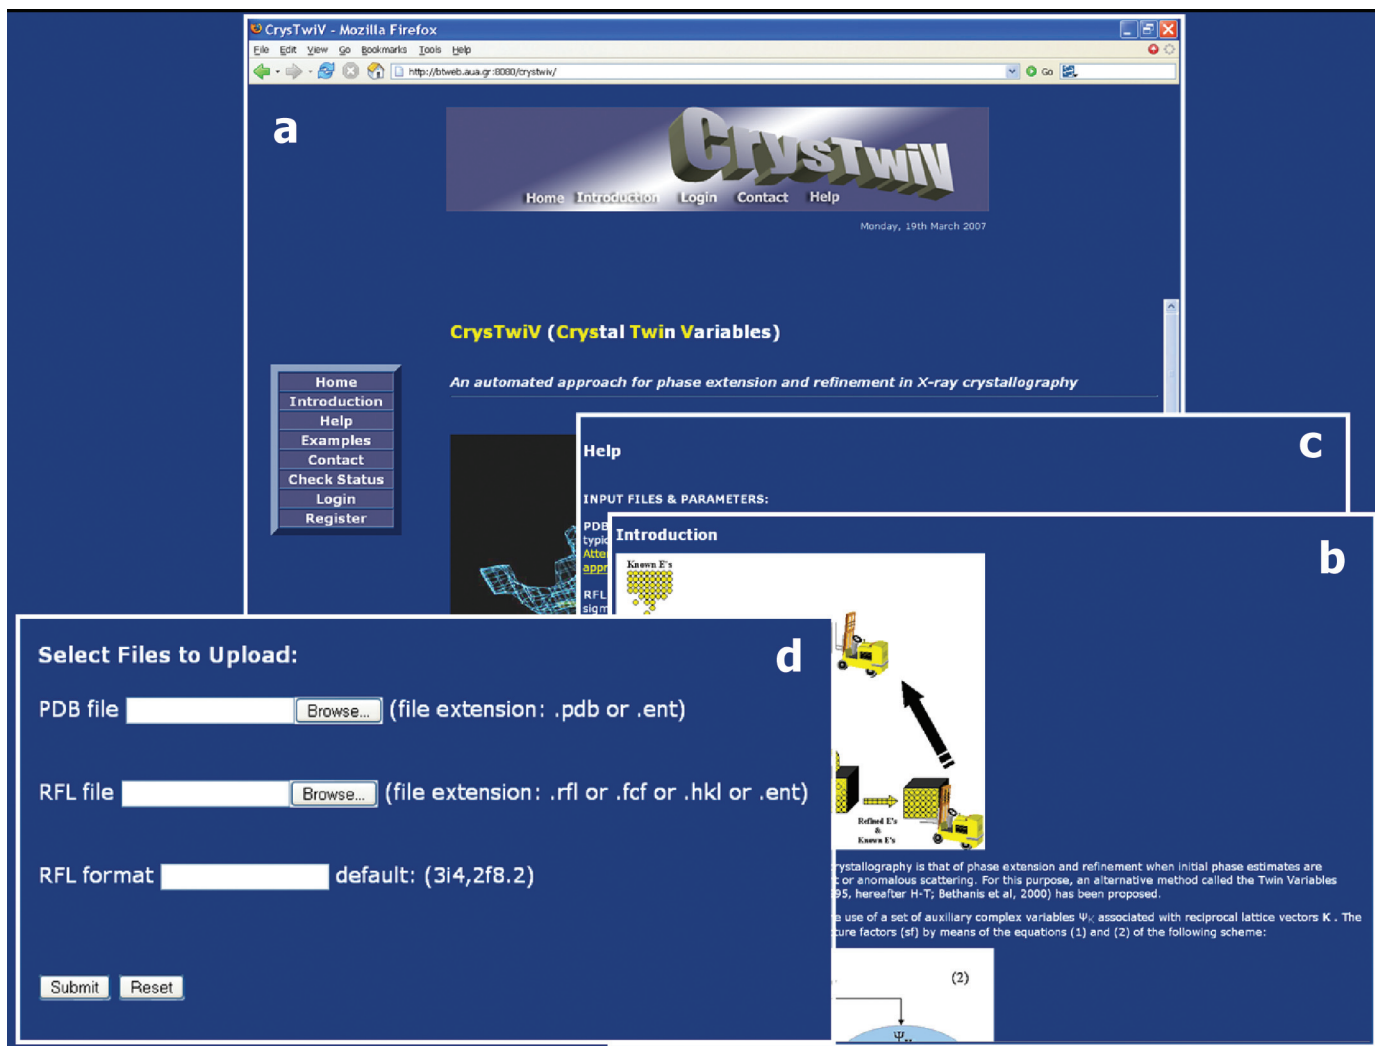 CrysTwiV - Mozilla Firefox
File Edit View Go Bookmarks Tools Help
http://btweb.aua.gr:8080/crystwiv/
Go
a
CrysTwiV
Home Introduction Login Contact Help
Monday, 19th March 2007
CrysTwiV (Crystal Twin Variables)
An automated approach for phase extension and refinement in X-ray crystallography
Home
Introduction
Help
Examples
Contact
Check Status
Login
Register
c
Help
INPUT FILES & PARAMETERS:
PDB
typic
Atte
appr
RFL
sigm
b
Introduction
Known E's
Refined E's
&
Known E's
rystallography is that of phase extension and refinement when initial phase estimates are
t or anomalous scattering. For this purpose, an alternative method called the Twin Variables
95, hereafter H-T; Bethanis et al, 2000) has been proposed.
e use of a set of auxiliary complex variables ΨK associated with reciprocal lattice vectors K . The
ture factors (sf) by means of the equations (1) and (2) of the following scheme:
(2)
d
Select Files to Upload:
PDB file Browse... (file extension: .pdb or .ent)
RFL file Browse... (file extension: .rfl or .fcf or .hkl or .ent)
RFL format default: (3i4,2f8.2)
Submit Reset